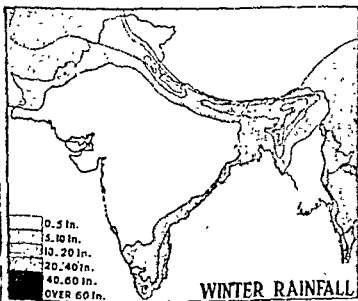 0-5 In.
5-10 In.
10-20 In.
20-40 In.
40-60 In.
OVER 60 In.
WINTER RAINFALL